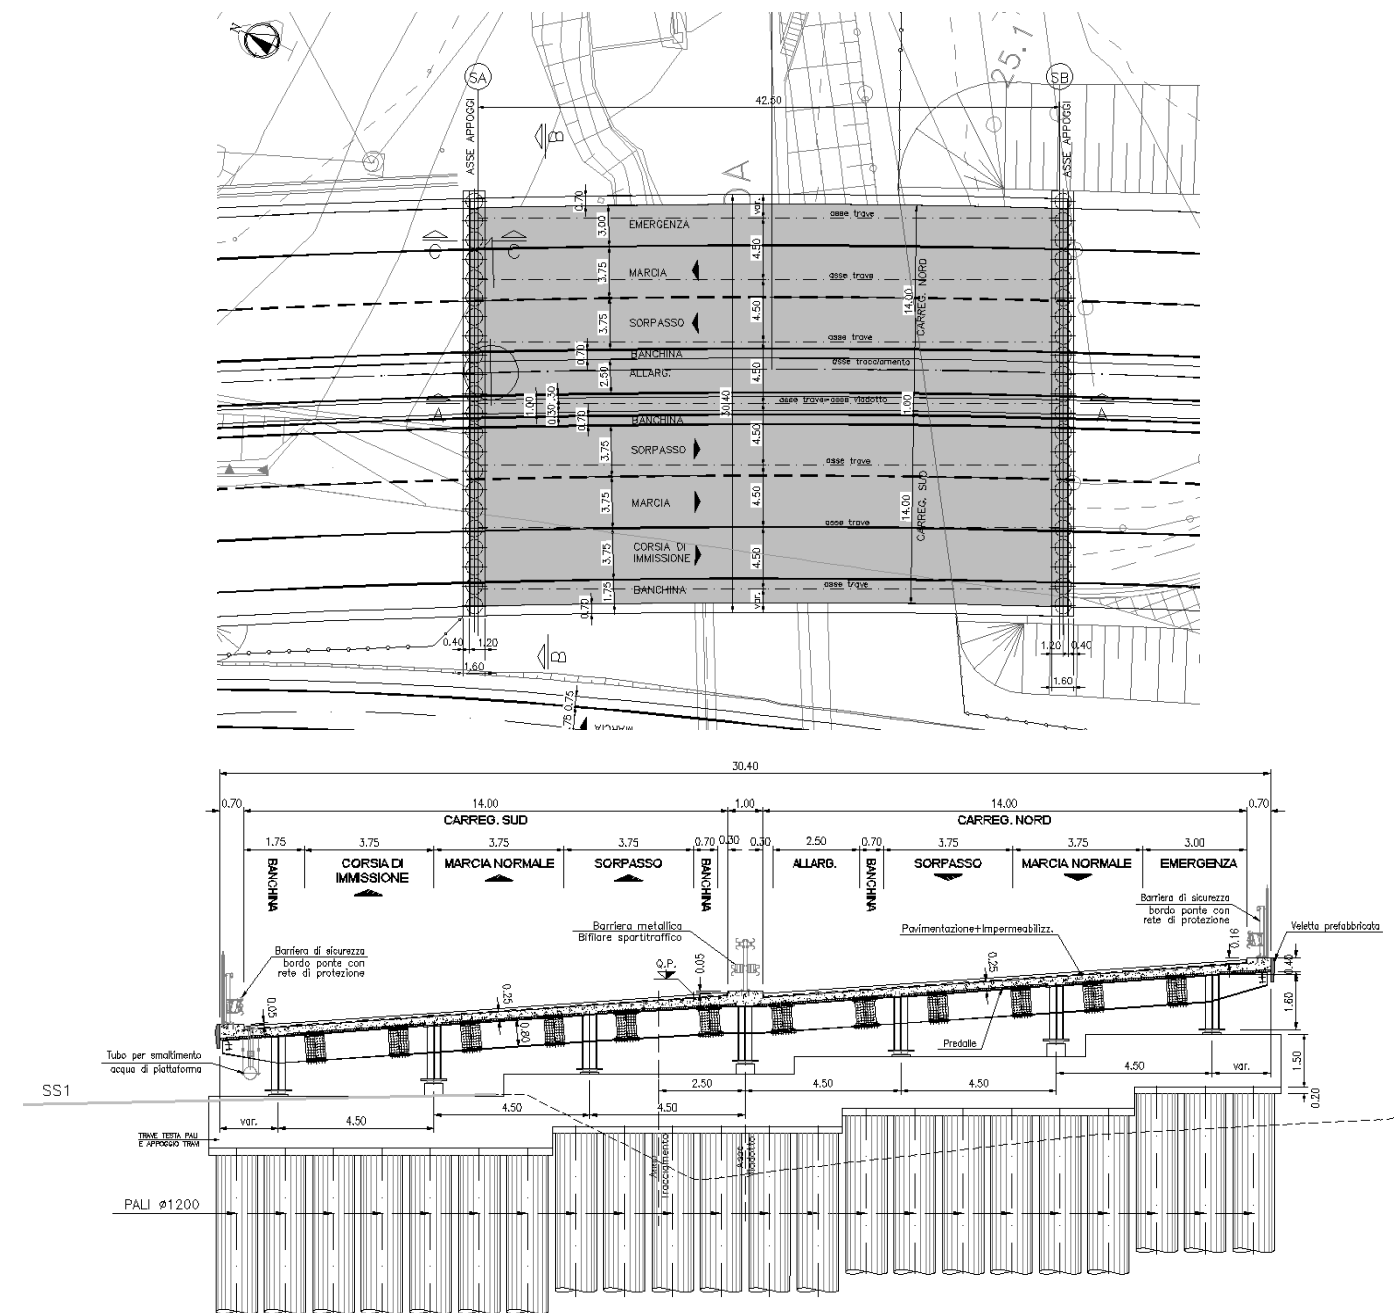 N
SA
SB
42.50
25.1
ASSE APPOGGI
ASSE APPOGGI
B
A
0.70
var.
asse trave
3.00
EMERGENZA
C
C
4.50
CARREG. NORD
14.00
3.75
MARCIA
asse trave
4.50
3.75
SORPASSO
asse trave
0.70
BANCHINA
asse tracciamento
2.50
ALLARG.
4.50
A
1.00
0.30
0.30
30.40
asse trave=asse viadotto
1.00
A
0.70
BANCHINA
4.50
3.75
SORPASSO
asse trave
CARREG. SUD
14.00
3.75
MARCIA
4.50
asse trave
3.75
CORSIA DI
IMMISSIONE
4.50
1.75
BANCHINA
asse trave
var.
0.70
0.40
1.20
1.60
B
1.20
0.40
1.60
0.75
MARCIA
30.40
0.70
14.00
1.00
14.00
0.70
CARREG. SUD
CARREG. NORD
1.75
3.75
3.75
3.75
0.70
0.30
0.30
2.50
0.70
3.75
3.75
3.00
BANCHINA
CORSIA DI
IMMISSIONE
MARCIA NORMALE
SORPASSO
BANCHINA
ALLARG.
BANCHINA
SORPASSO
MARCIA NORMALE
EMERGENZA
Barriera di sicurezza
bordo ponte con
rete di protezione
Barriera metallica
Bifilare spartitraffico
Pavimentazione+Impermeabilizz.
Veletta prefabbricata
Barriera di sicurezza
bordo ponte con
rete di protezione
Q.P.
0.05
0.25
0.16
0.40
0.05
0.25
0.80
1.60
Predalle
Tubo per smaltimento
acqua di piattaforma
SS1
2.50
4.50
4.50
4.50
var.
1.50
0.20
var.
4.50
4.50
4.50
TRAVE TESTA PALI
E APPOGGIO TRAVI
Asse
Tracciamento
Asse
Viadotto
PALI ø1200